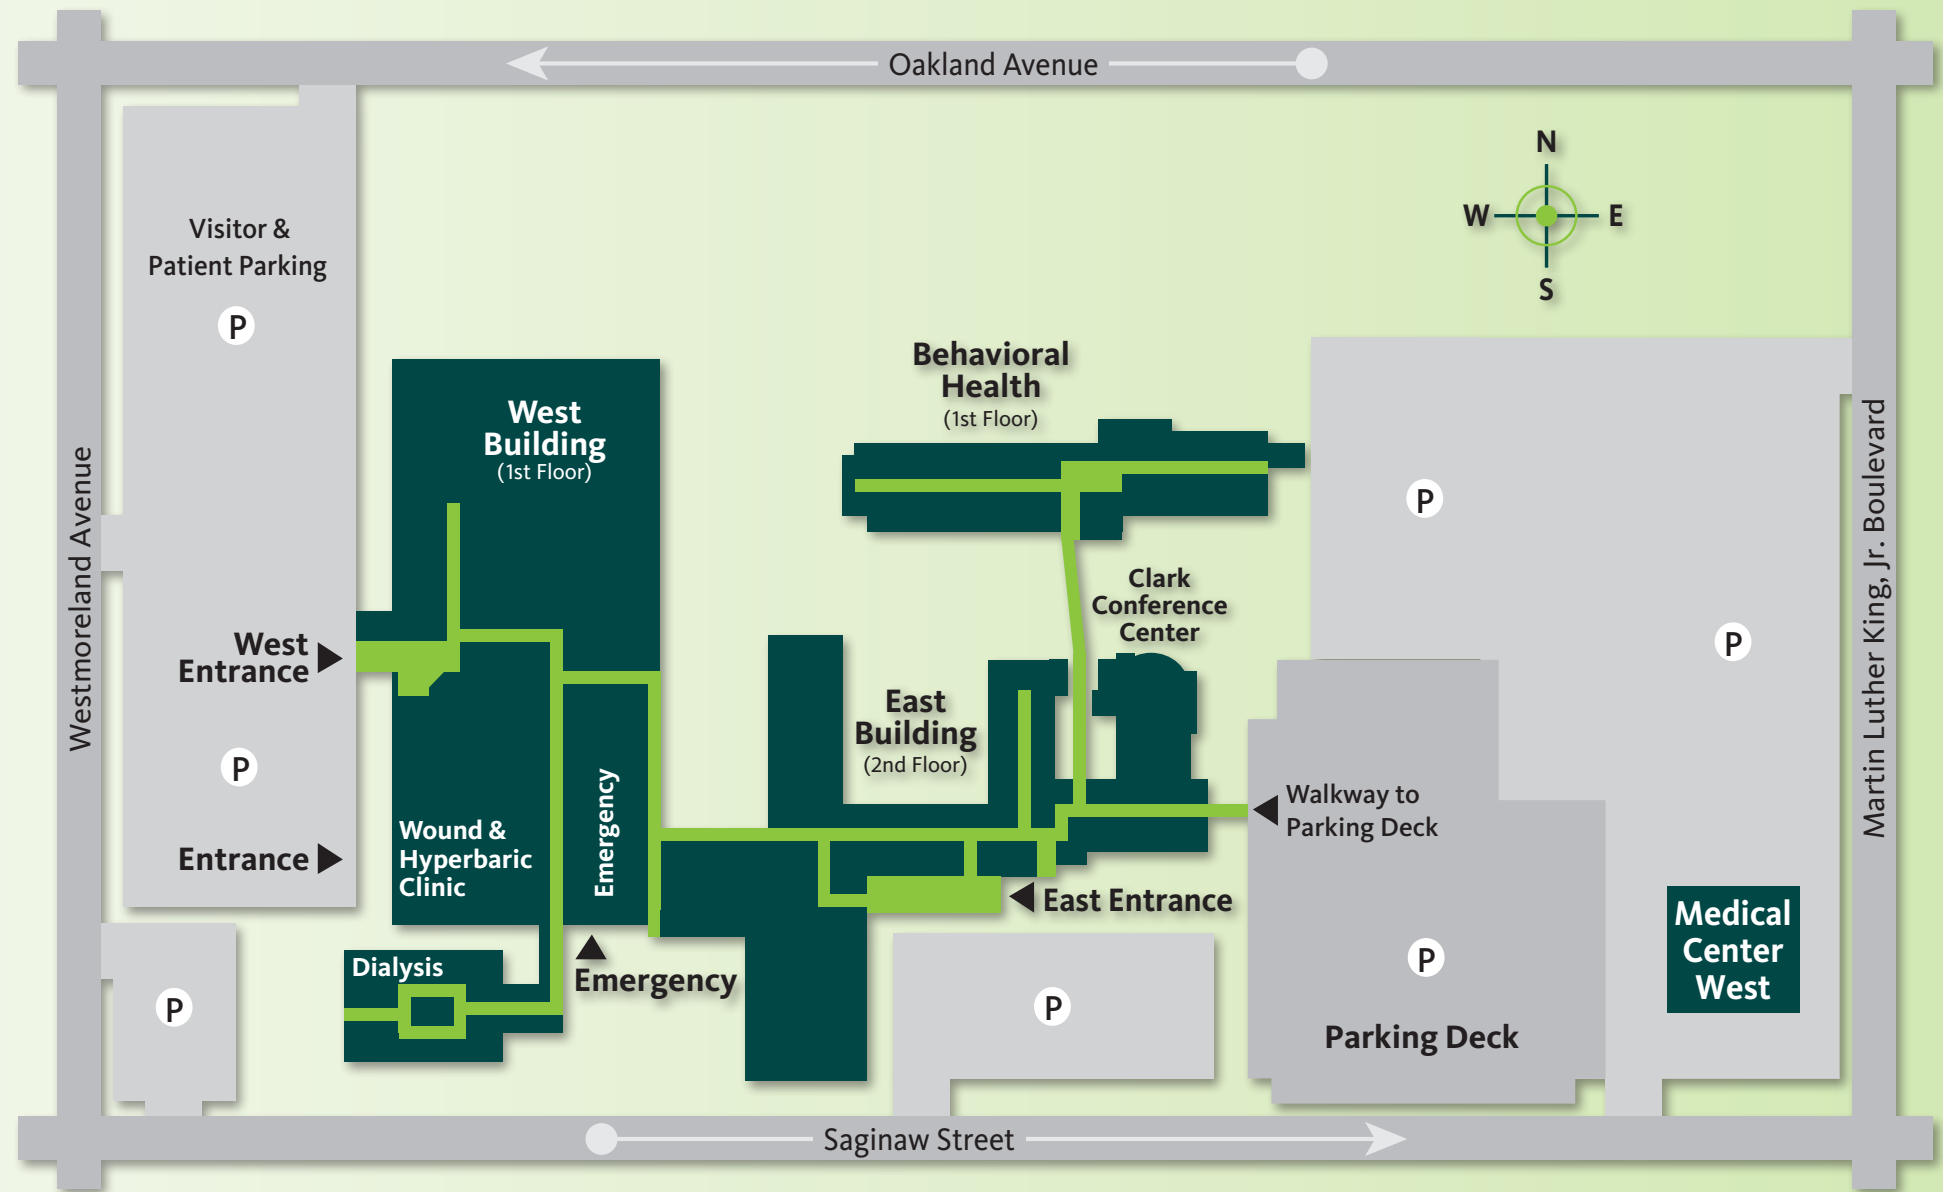 Oakland Avenue
N
W
E
S
Visitor &
Patient Parking
P
Behavioral
Health
(1st Floor)
West
Building
(1st Floor)
P
Westmoreland Avenue
Martin Luther King, Jr. Boulevard
Clark
Conference
Center
West
Entrance
P
East
Building
(2nd Floor)
P
Walkway to
Parking Deck
Emergency
Wound &
Hyperbaric
Clinic
Entrance
East Entrance
Medical
Center
West
P
Dialysis
Emergency
P
P
Parking Deck
Saginaw Street